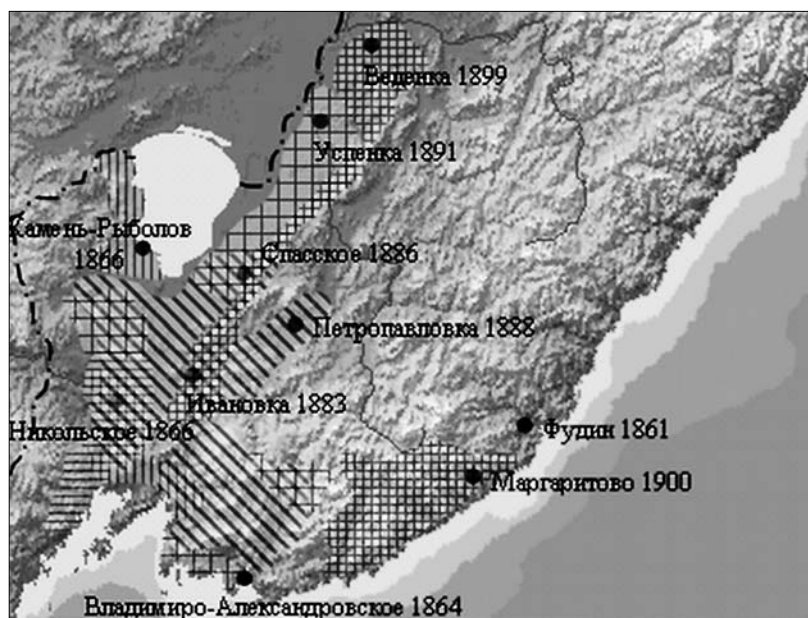 Веденка 1899
Успенка 1891
Камень-Рыболов
1866
Спасское 1886
Петропавловка 1888
Ивановка 1883
Никольское 1866
Фудин 1861
Маргаритово 1900
Владимиро-Александровское 1864